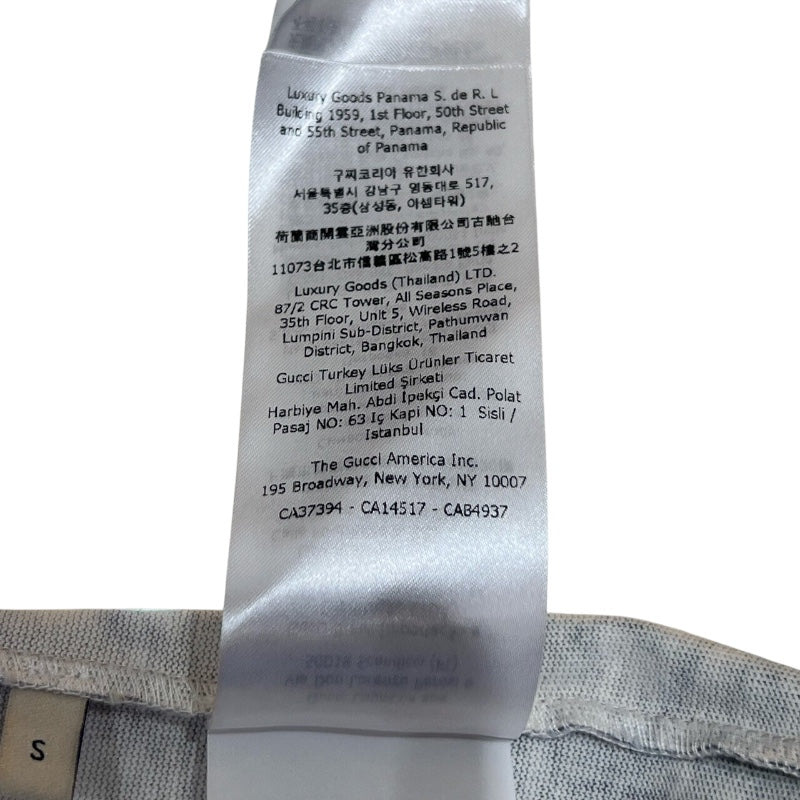 Luxury Goods Panama S. de R. L
Building 1959, 1st Floor, 50th Street
and 55th Street, Panama, Republic
of Panama
구찌코리아 유한회사
서울특별시 강남구 영동대로 517,
35층(삼성동, 아셈타워)
荷蘭商開雲亞洲股份有限公司古馳台
灣分公司
11073台北市信義區松高路1號5樓之2
Luxury Goods (Thailand) LTD.
87/2 CRC Tower, All Seasons Place,
35th Floor, Unit 5, Wireless Road,
Lumpini Sub-District, Pathumwan
District, Bangkok, Thailand
Gucci Turkey Lüks Ürünler Ticaret
Limited Şirketi
Harbiye Mah. Abdi İpekçi Cad. Polat
Pasaj NO: 63 Iç Kapi NO: 1 Sisli /
Istanbul
The Gucci America Inc.
195 Broadway, New York, NY 10007
CA37394 - CA14517 - CAB4937
S